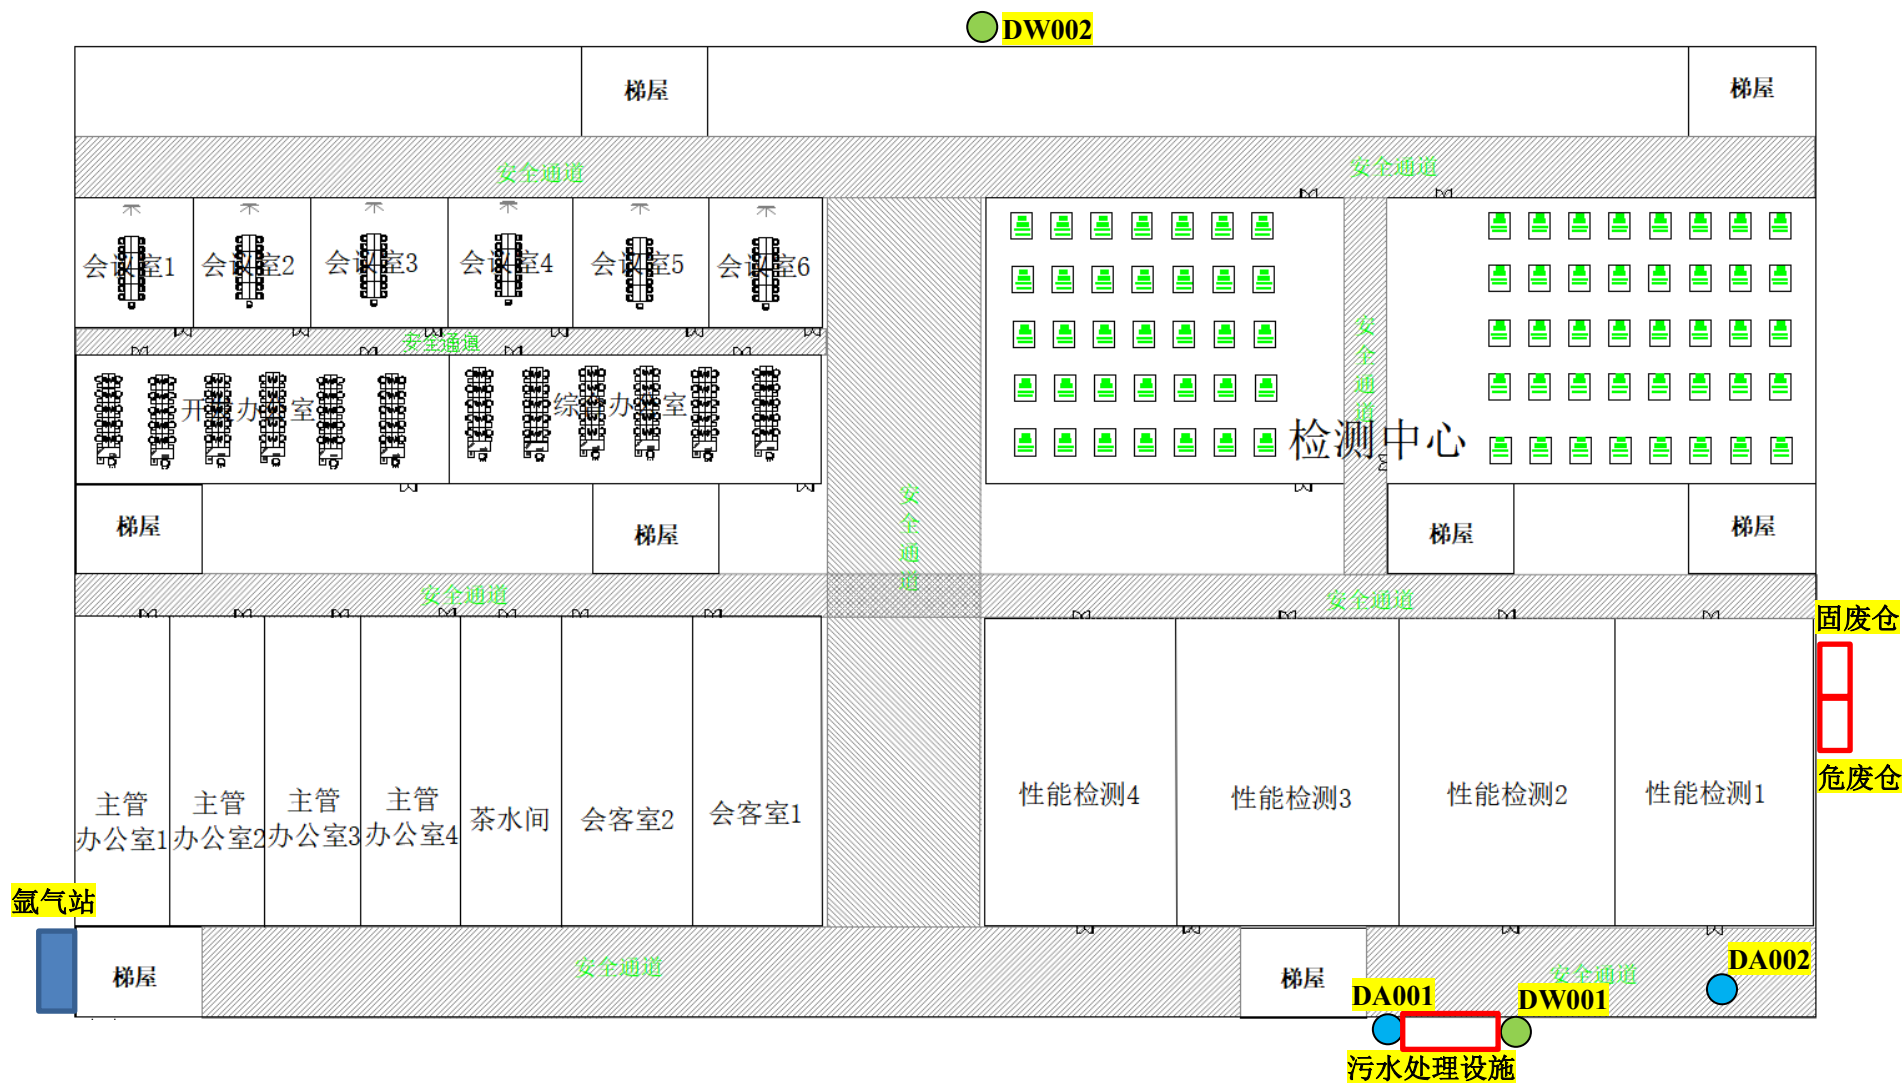 DW002
梯屋
梯屋
安全通道
安全通道
会议室1
会议室2
会议室3
会议室4
会议室5
会议室6
安全通道
安全通道
开放办公室
综合办公室
检测中心
安全通道
梯屋
梯屋
梯屋
梯屋
安全通道
安全通道
固废仓
危废仓
主管
办公室1
主管
办公室2
主管
办公室3
主管
办公室4
茶水间
会客室2
会客室1
性能检测4
性能检测3
性能检测2
性能检测1
氩气站
梯屋
安全通道
梯屋
安全通道
DA002
DA001
DW001
污水处理设施